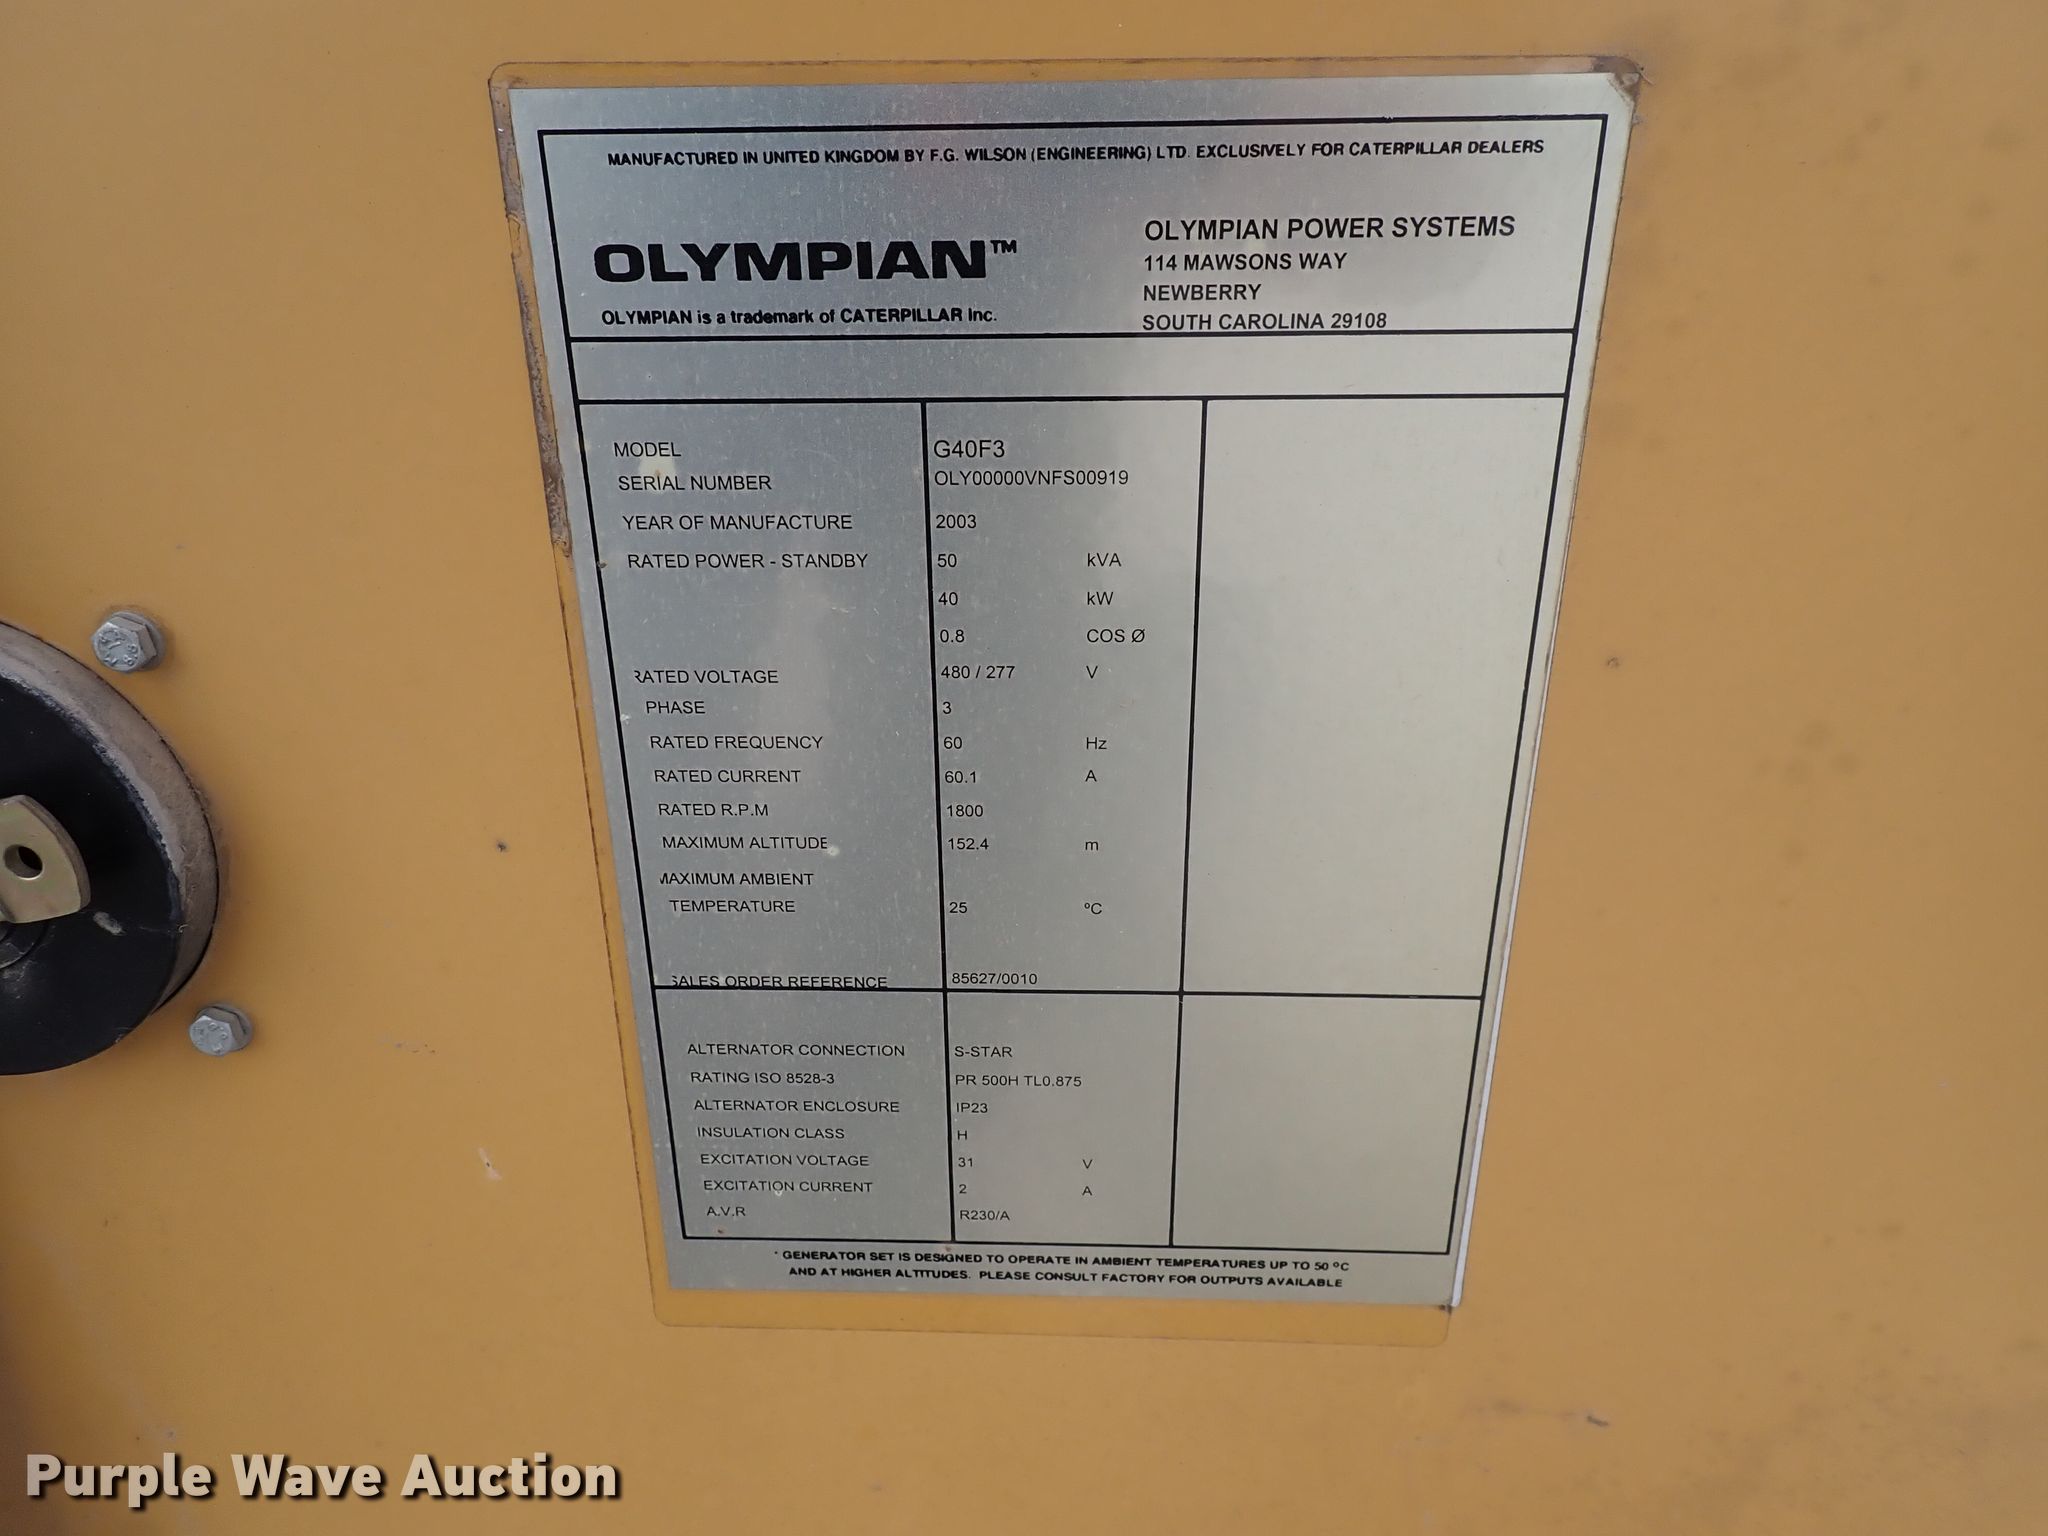 MANUFACTURED IN UNITED KINGDOM BY F.G. WILSON (ENGINEERING) LTD. EXCLUSIVELY FOR CATERPILLAR DEALERS
OLYMPIAN™
OLYMPIAN is a trademark of CATERPILLAR Inc.
OLYMPIAN POWER SYSTEMS
114 MAWSONS WAY
NEWBERRY
SOUTH CAROLINA 29108
MODEL G40F3
SERIAL NUMBER OLY00000VNFS00919
YEAR OF MANUFACTURE 2003
RATED POWER - STANDBY 50 kVA
40 kW
0.8 COS Ø
RATED VOLTAGE 480 / 277 V
PHASE 3
RATED FREQUENCY 60 Hz
RATED CURRENT 60.1 A
RATED R.P.M 1800
MAXIMUM ALTITUDE 152.4 m
MAXIMUM AMBIENT
TEMPERATURE 25 ºC
SALES ORDER REFERENCE 85627/0010
ALTERNATOR CONNECTION S-STAR
RATING ISO 8528-3 PR 500H TL0.875
ALTERNATOR ENCLOSURE IP23
INSULATION CLASS H
EXCITATION VOLTAGE 31 V
EXCITATION CURRENT 2 A
A.V.R R230/A
* GENERATOR SET IS DESIGNED TO OPERATE IN AMBIENT TEMPERATURES UP TO 50 ºC
AND AT HIGHER ALTITUDES. PLEASE CONSULT FACTORY FOR OUTPUTS AVAILABLE
Purple Wave Auction